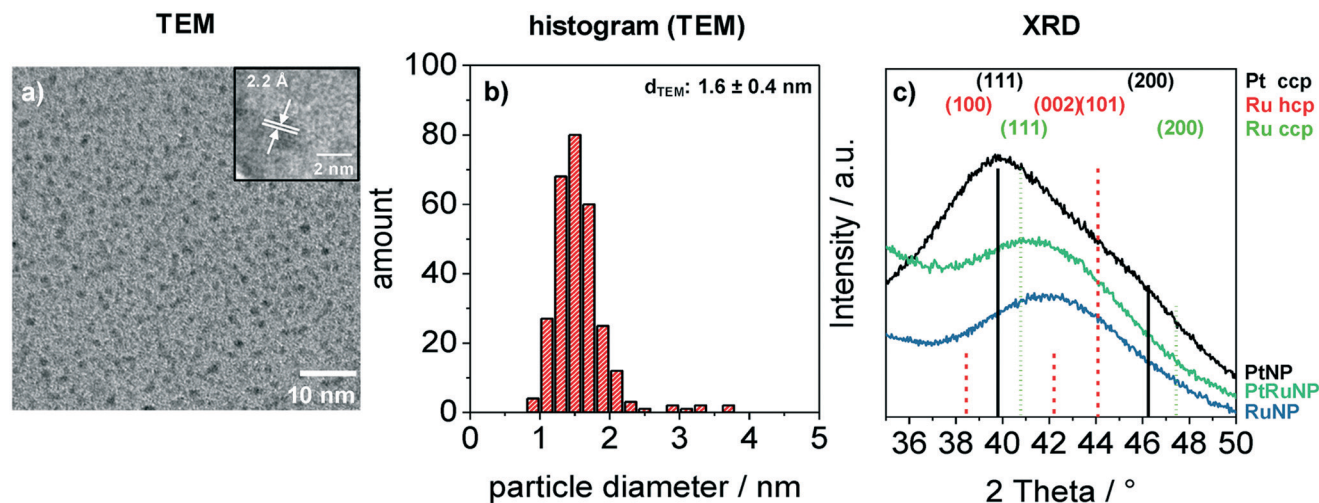 TEM
histogram (TEM)
XRD
a)
2.2 Å
2 nm
10 nm
b)
d_TEM: 1.6 ± 0.4 nm
100
80
60
40
20
0
amount
0 1 2 3 4 5
particle diameter / nm
c)
(111) (200) Pt ccp
(100) (002)(101) Ru hcp
(111) (200) Ru ccp
Intensity / a.u.
PtNP
PtRuNP
RuNP
36 38 40 42 44 46 48 50
2 Theta / °